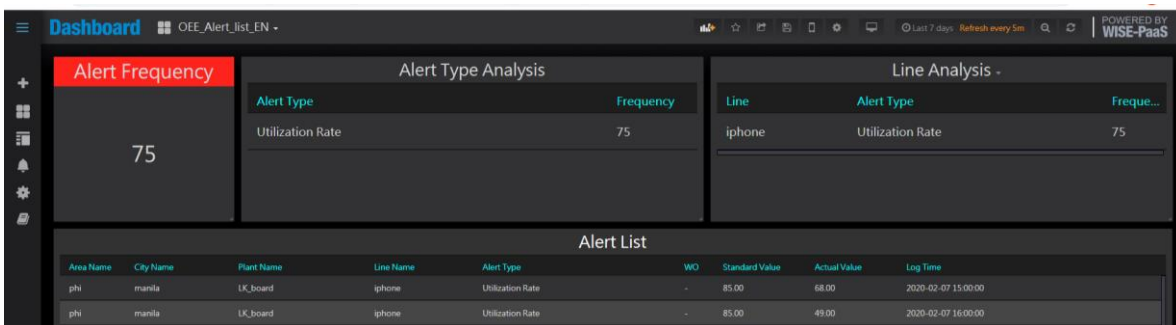 Dashboard OEE_Alert_list_EN
Last 7 days Refresh every 5m
POWERED BY
WISE-PaaS
Alert Frequency
75
Alert Type Analysis
Alert Type Frequency
Utilization Rate 75
Line Analysis
Line Alert Type Freque...
iphone Utilization Rate 75
Alert List
Area Name City Name Plant Name Line Name Alert Type WO Standard Value Actual Value Log Time
phi manila LK_board iphone Utilization Rate - 85.00 68.00 2020-02-07 15:00:00
phi manila LK_board iphone Utilization Rate - 85.00 49.00 2020-02-07 16:00:00